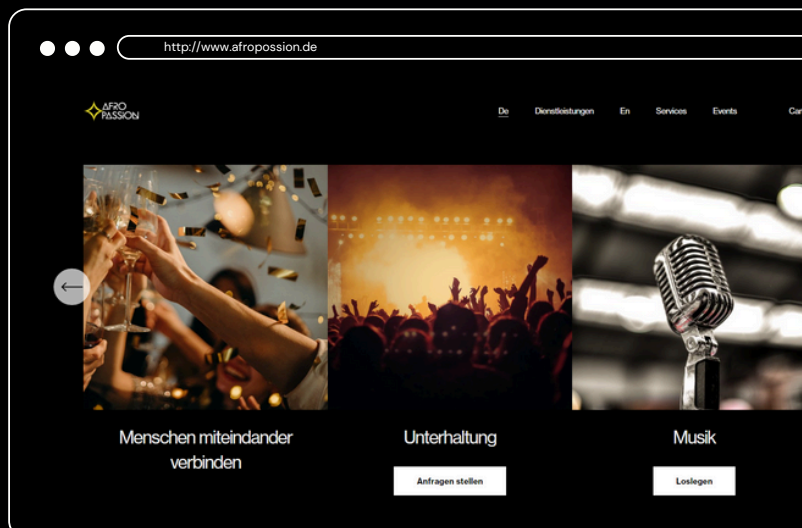 http://www.afropossion.de
AFRO
PASSION
De Dienstleistungen En Services Events
Menschen miteindander
verbinden
Unterhaltung
Musik
Anfragen stellen
Loslegen